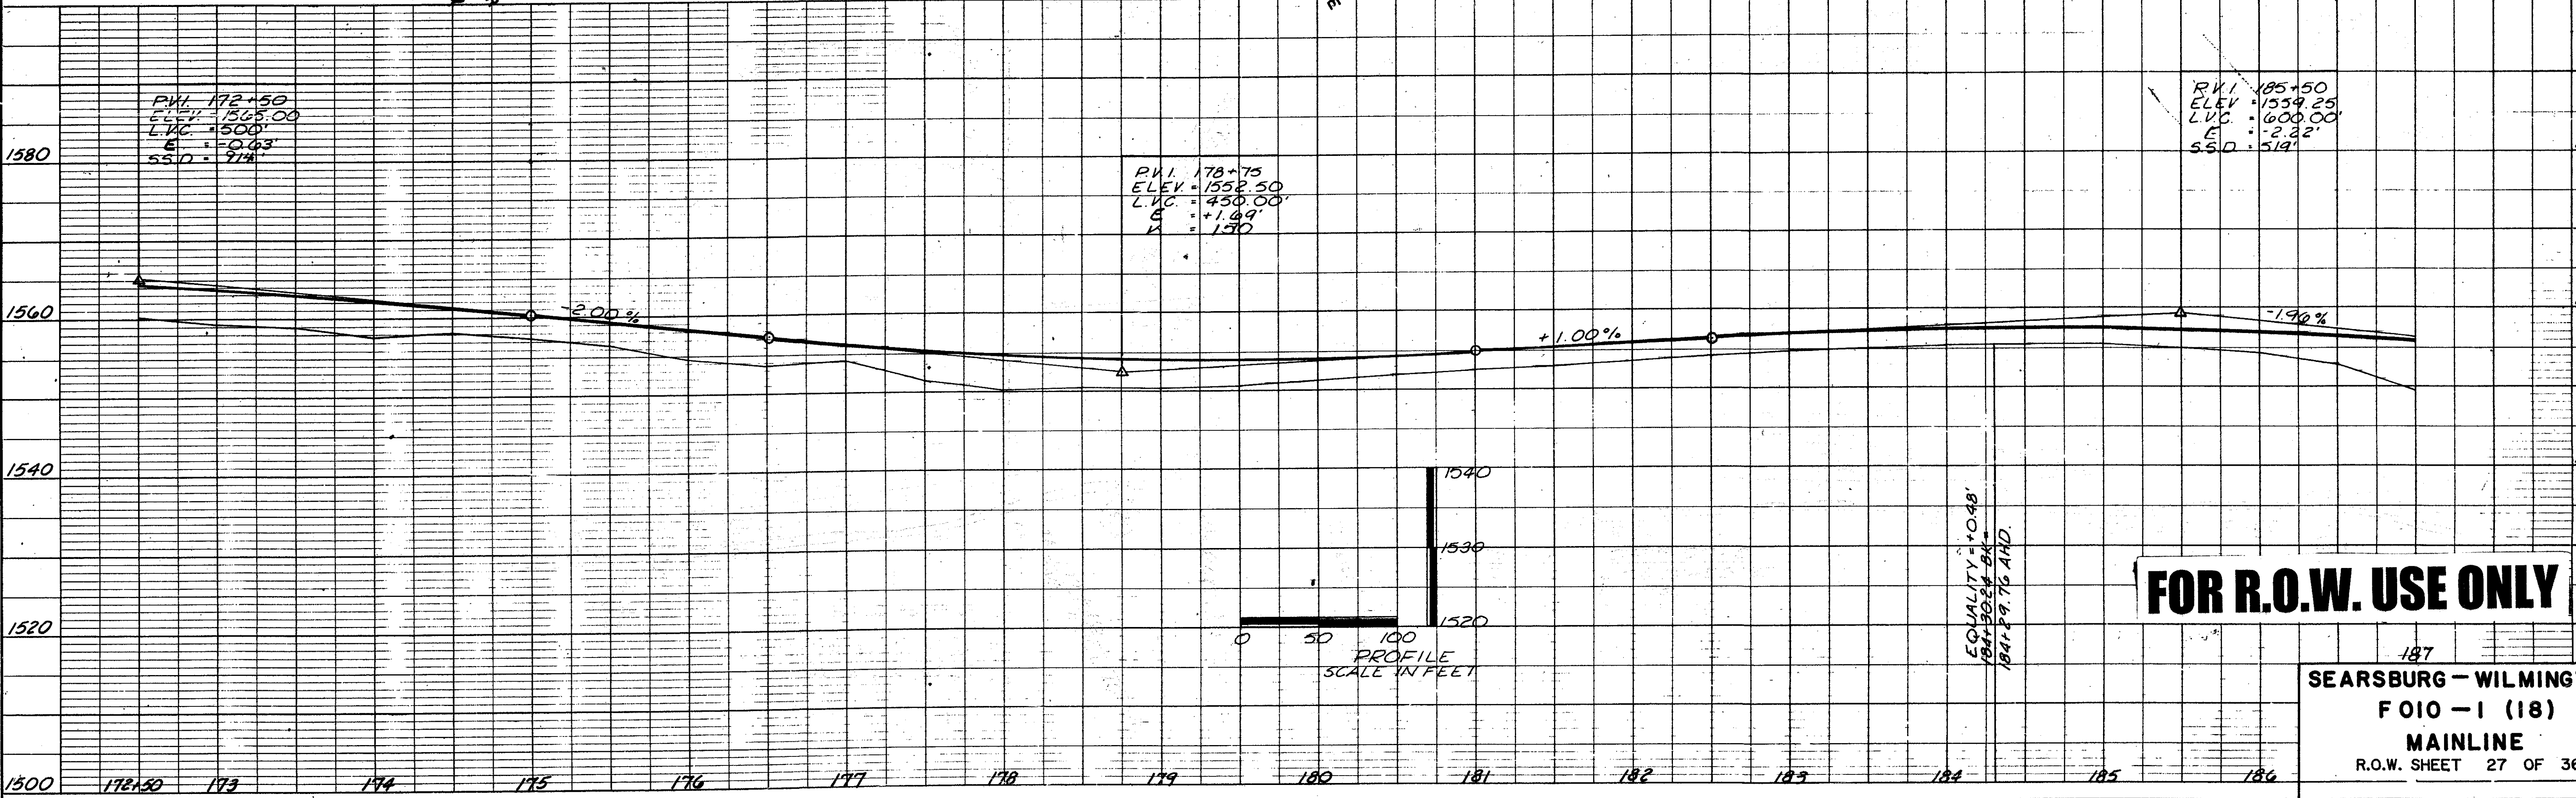 P.V.I. 172+50
ELEV. = 1565.00
L.V.C. = 500'
E = -0.63'
S.S.D = 914'
P.V.I. 178+75
ELEV. = 1552.50
L.V.C. = 450.00'
E = +1.69'
K = 150
P.V.I. 185+50
ELEV = 1559.25
L.V.C. = 600.00'
E = -2.22'
S.S.D = 519'
1580
1560
1540
1520
1500
-2.00%
+1.00%
-1.96%
1540
1530
1520
0 50 100
PROFILE
SCALE IN FEET
EQUALITY = +0.48'
184+30.24 BK =
184+29.76 AHD.
FOR R.O.W. USE ONLY
187
SEARSBURG — WILMING
F 010 — 1 (18)
MAINLINE
R.O.W. SHEET 27 OF 36
172+50 173 174 175 176 177 178 179 180 181 182 183 184 185 186